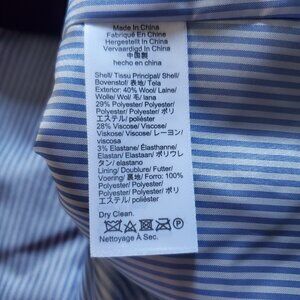 Made In China
Fabriqué En Chine
Hergestellt In China
Vervaardigd In China
中国製
hecho en china
Shell/ Tissu Principal/ Shell/
Bovenstof/ 表地/ Tela
Exterior: 40% Wool/ Laine/
Wolle/ Wol/ 毛/ lana
29% Polyester/ Polyester/
Polyester/ Polyester/ ポリ
エステル/ poliéster
28% Viscose/ Viscose/
Viskose/ Viscose/ レーヨン/
viscosa
3% Elastane/ Élasthanne/
Elastan/ Elastaan/ ポリウレ
タン/ elastano
Lining/ Doublure/ Futter/
Voering/ 裏地/ Forro: 100%
Polyester/ Polyester/
Polyester/ Polyester/ ポリ
エステル/ poliéster
Dry Clean.
Nettoyage À Sec.